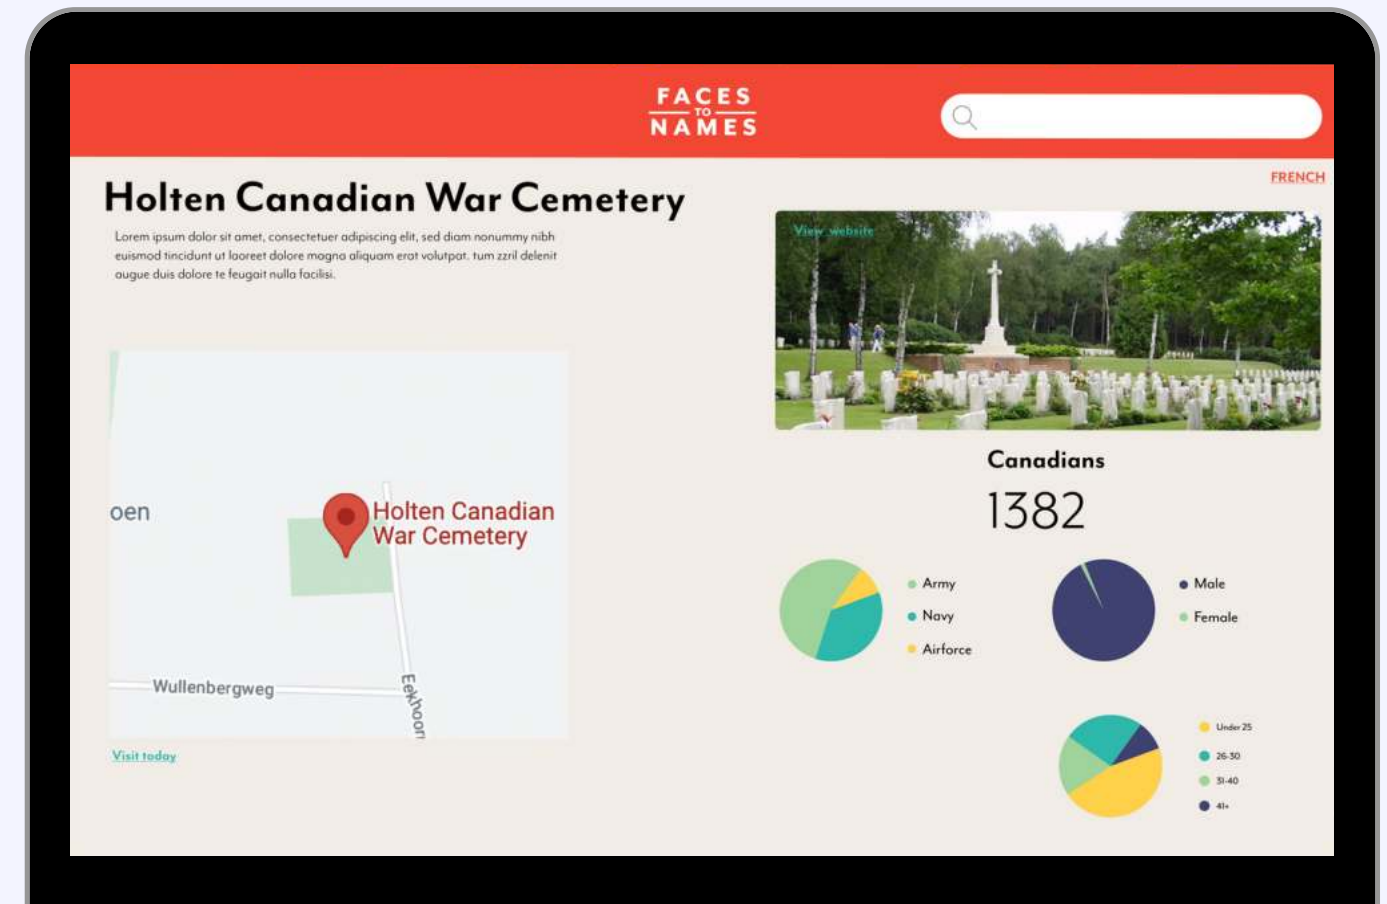 FACES
TO
NAMES
FRENCH
Holten Canadian War Cemetery
Lorem ipsum dolor sit amet, consectetuer adipiscing elit, sed diam nonummy nibh
euismod tincidunt ut laoreet dolore magna aliquam erat volutpat. tum zzril delenit
augue duis dolore te feugait nulla facilisi.
View website
oen
Holten Canadian
War Cemetery
Wullenbergweg
Eekhoorn
Visit today
Canadians
1382
Army
Navy
Airforce
Male
Female
Under 25
26-30
31-40
41+